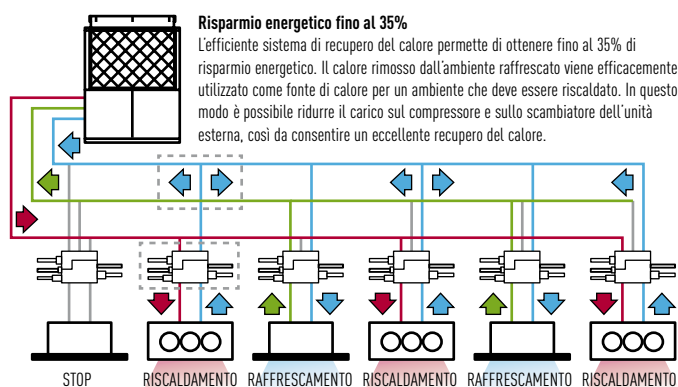 Risparmio energetico fino al 35%
L'efficiente sistema di recupero del calore permette di ottenere fino al 35% di
risparmio energetico. Il calore rimosso dall'ambiente raffrescato viene efficacemente
utilizzato come fonte di calore per un ambiente che deve essere riscaldato. In questo
modo è possibile ridurre il carico sul compressore e sullo scambiatore dell'unità
esterna, così da consentire un eccellente recupero del calore.
STOP RISCALDAMENTO RAFFRESCAMENTO RISCALDAMENTO RAFFRESCAMENTO RISCALDAMENTO